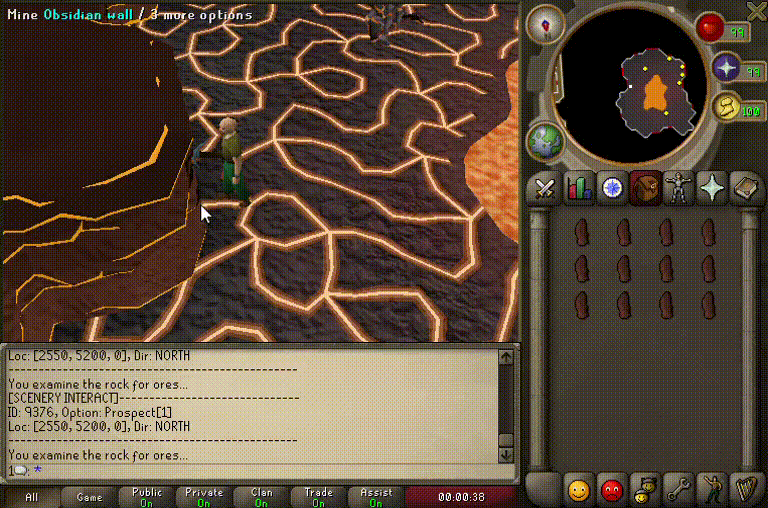 Mine Obsidian wall / 3 more options
99
99
100
Loc: [2550, 5200, 0], Dir: NORTH
--------------------------------------------------
You examine the rock for ores...
[SCENERY INTERACT]--------------------------------
ID: 9376, Option: Prospect[1]
Loc: [2550, 5200, 0], Dir: NORTH
--------------------------------------------------
You examine the rock for ores...
1: *
All
Game
Public
On
Private
On
Clan
On
Trade
On
Assist
On
00:00:38